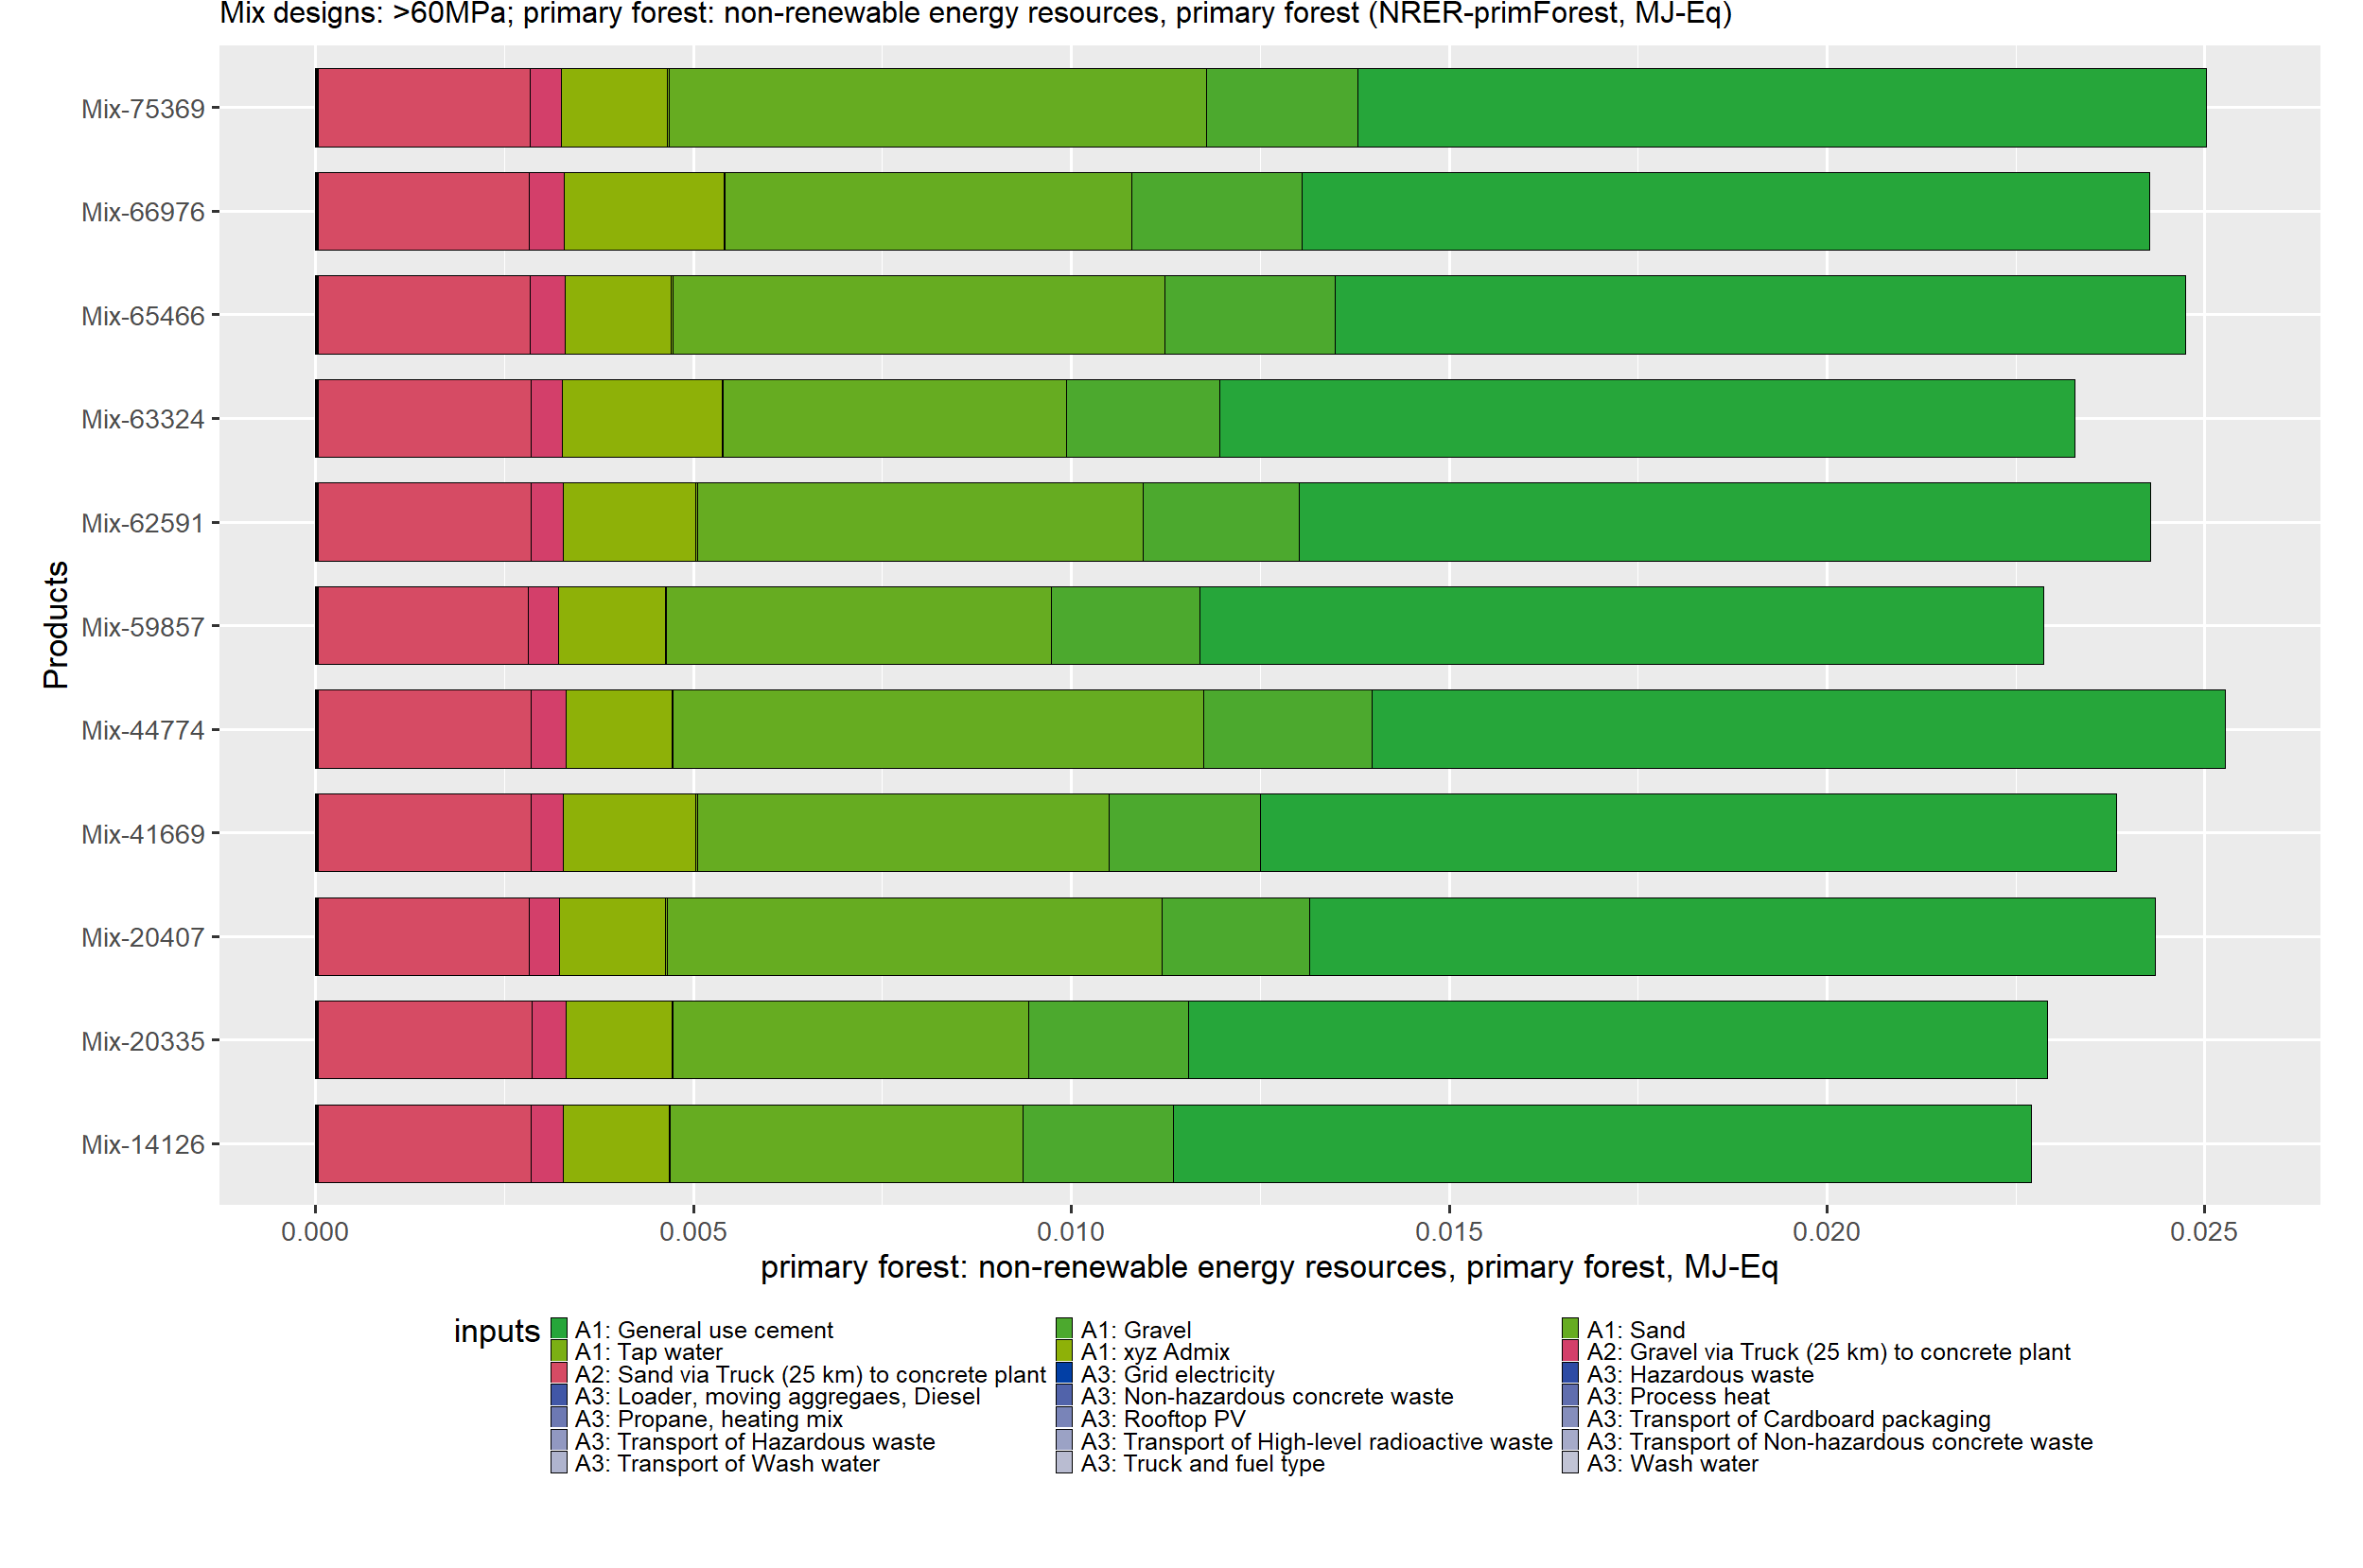 Mix designs: >60MPa; primary forest: non-renewable energy resources, primary forest (NRER-primForest, MJ-Eq)
Products
Mix-75369
Mix-66976
Mix-65466
Mix-63324
Mix-62591
Mix-59857
Mix-44774
Mix-41669
Mix-20407
Mix-20335
Mix-14126
0.000 0.005 0.010 0.015 0.020 0.025
primary forest: non-renewable energy resources, primary forest, MJ-Eq
inputs
A1: General use cement A1: Gravel A1: Sand
A1: Tap water A1: xyz Admix A2: Gravel via Truck (25 km) to concrete plant
A2: Sand via Truck (25 km) to concrete plant A3: Grid electricity A3: Hazardous waste
A3: Loader, moving aggregaes, Diesel A3: Non-hazardous concrete waste A3: Process heat
A3: Propane, heating mix A3: Rooftop PV A3: Transport of Cardboard packaging
A3: Transport of Hazardous waste A3: Transport of High-level radioactive waste A3: Transport of Non-hazardous concrete waste
A3: Transport of Wash water A3: Truck and fuel type A3: Wash water